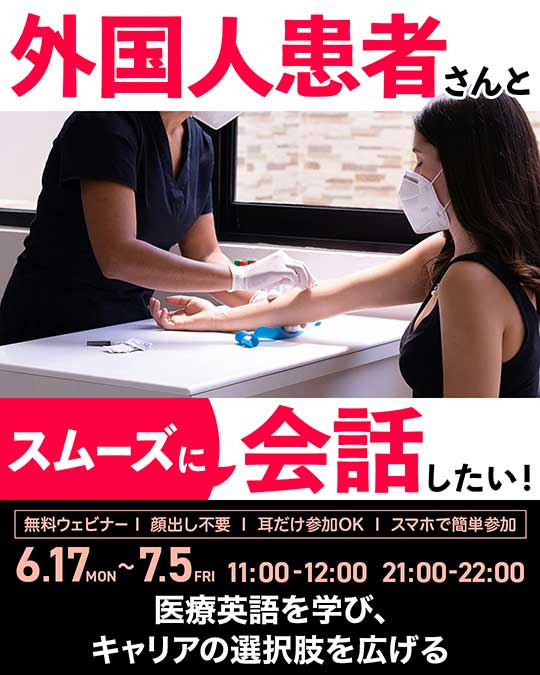 外国人患者さんと
スムーズに会話したい!
無料ウェビナー | 顔出し不要 | 耳だけ参加OK | スマホで簡単参加
6.17MON~7.5FRI 11:00-12:00 21:00-22:00
医療英語を学び、
キャリアの選択肢を広げる